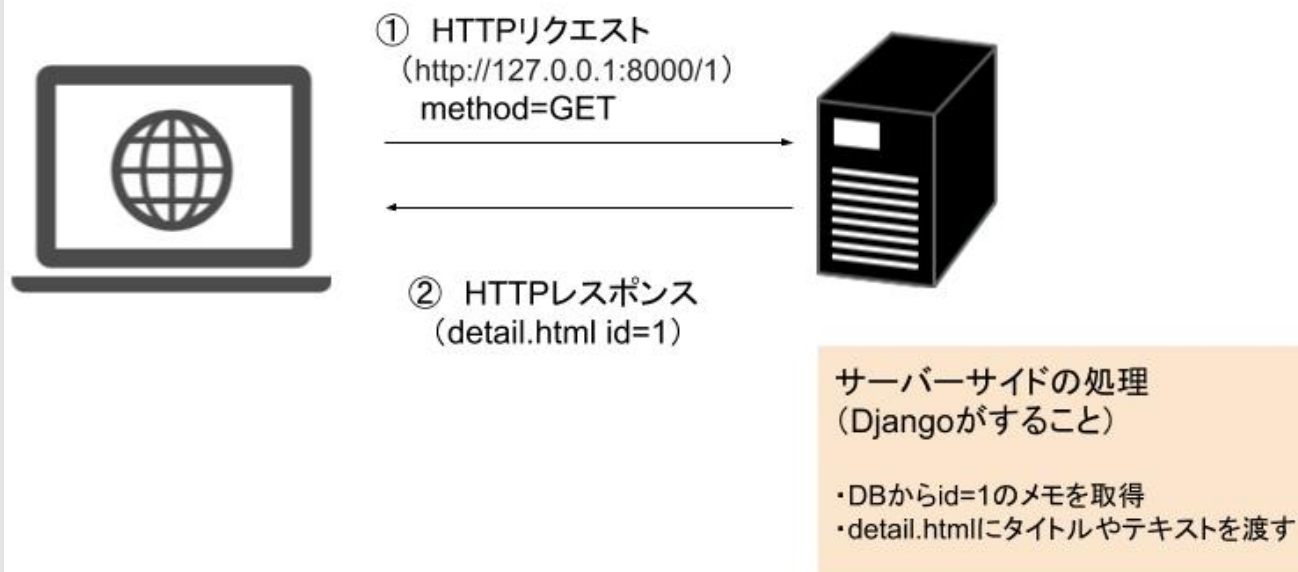 ① HTTPリクエスト
（http://127.0.0.1:8000/1）
method=GET
② HTTPレスポンス
（detail.html id=1）
サーバーサイドの処理
（Djangoがすること）
・DBからid=1のメモを取得
・detail.htmlにタイトルやテキストを渡す